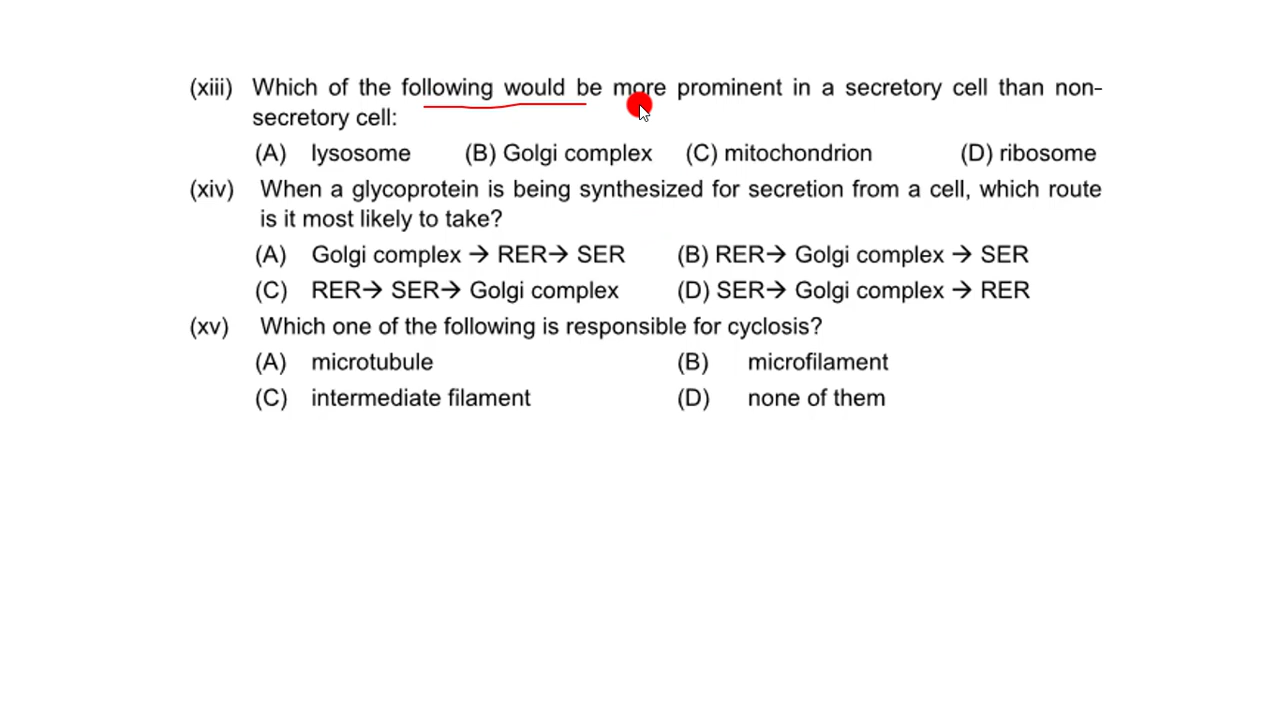 (xiii) Which of the following would be more prominent in a secretory cell than non-
secretory cell:
(A) lysosome (B) Golgi complex (C) mitochondrion (D) ribosome
(xiv) When a glycoprotein is being synthesized for secretion from a cell, which route
is it most likely to take?
(A) Golgi complex → RER→ SER (B) RER→ Golgi complex → SER
(C) RER→ SER→ Golgi complex (D) SER→ Golgi complex → RER
(xv) Which one of the following is responsible for cyclosis?
(A) microtubule (B) microfilament
(C) intermediate filament (D) none of them